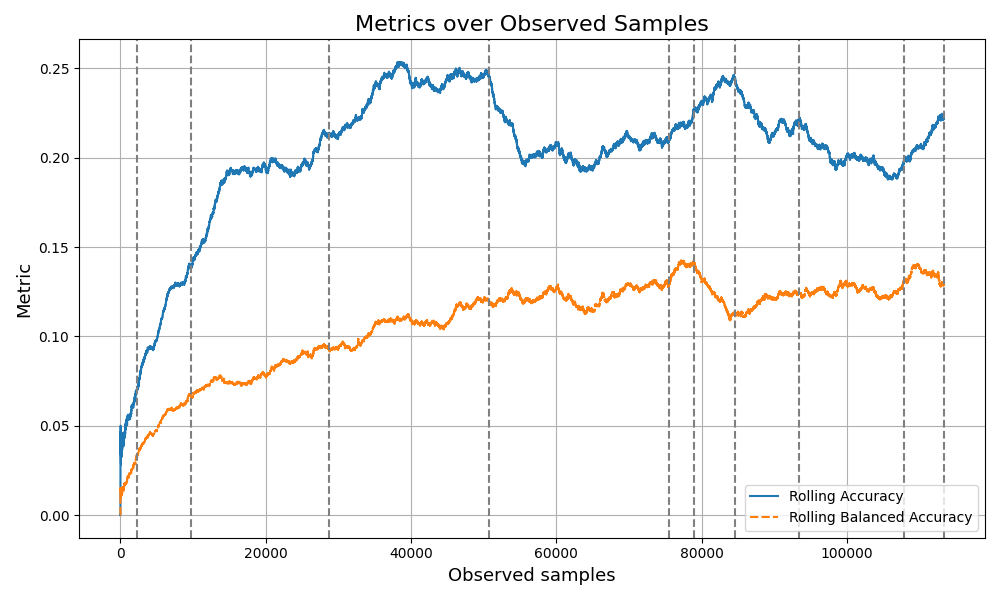 Metrics over Observed Samples
Metric
0.25
0.20
0.15
0.10
0.05
0.00
0
20000
40000
60000
80000
100000
Observed samples
Rolling Accuracy
Rolling Balanced Accuracy